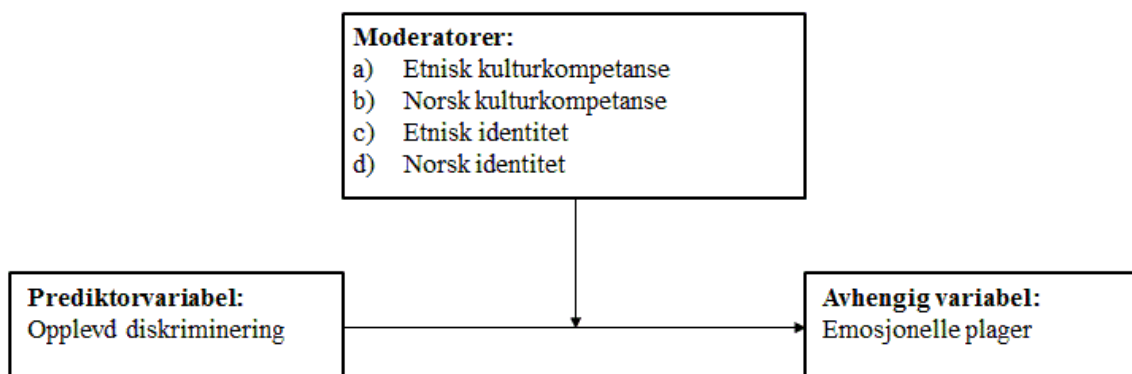 Moderatorer:
a) Etnisk kulturkompetanse
b) Norsk kulturkompetanse
c) Etnisk identitet
d) Norsk identitet
Prediktorvariabel:
Opplevd diskriminering
Avhengig variabel:
Emosjonelle plager